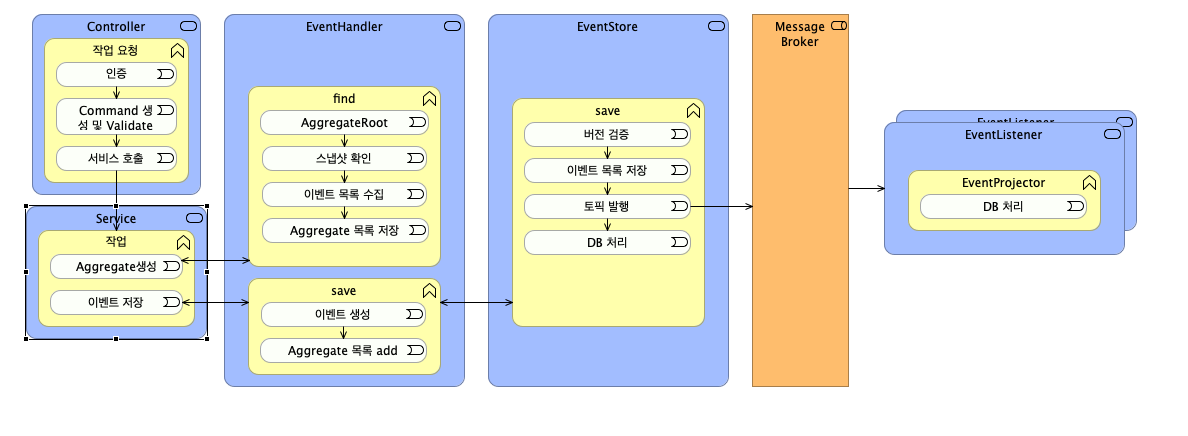 Controller
작업 요청
인증
Command 생
성 및 Validate
서비스 호출
Service
작업
Aggregate생성
이벤트 저장
EventHandler
find
AggregateRoot
스냅샷 확인
이벤트 목록 수집
Aggregate 목록 저장
save
이벤트 생성
Aggregate 목록 add
EventStore
save
버전 검증
이벤트 목록 저장
토픽 발행
DB 처리
Message
Broker
EventListener
EventListener
EventProjector
DB 처리